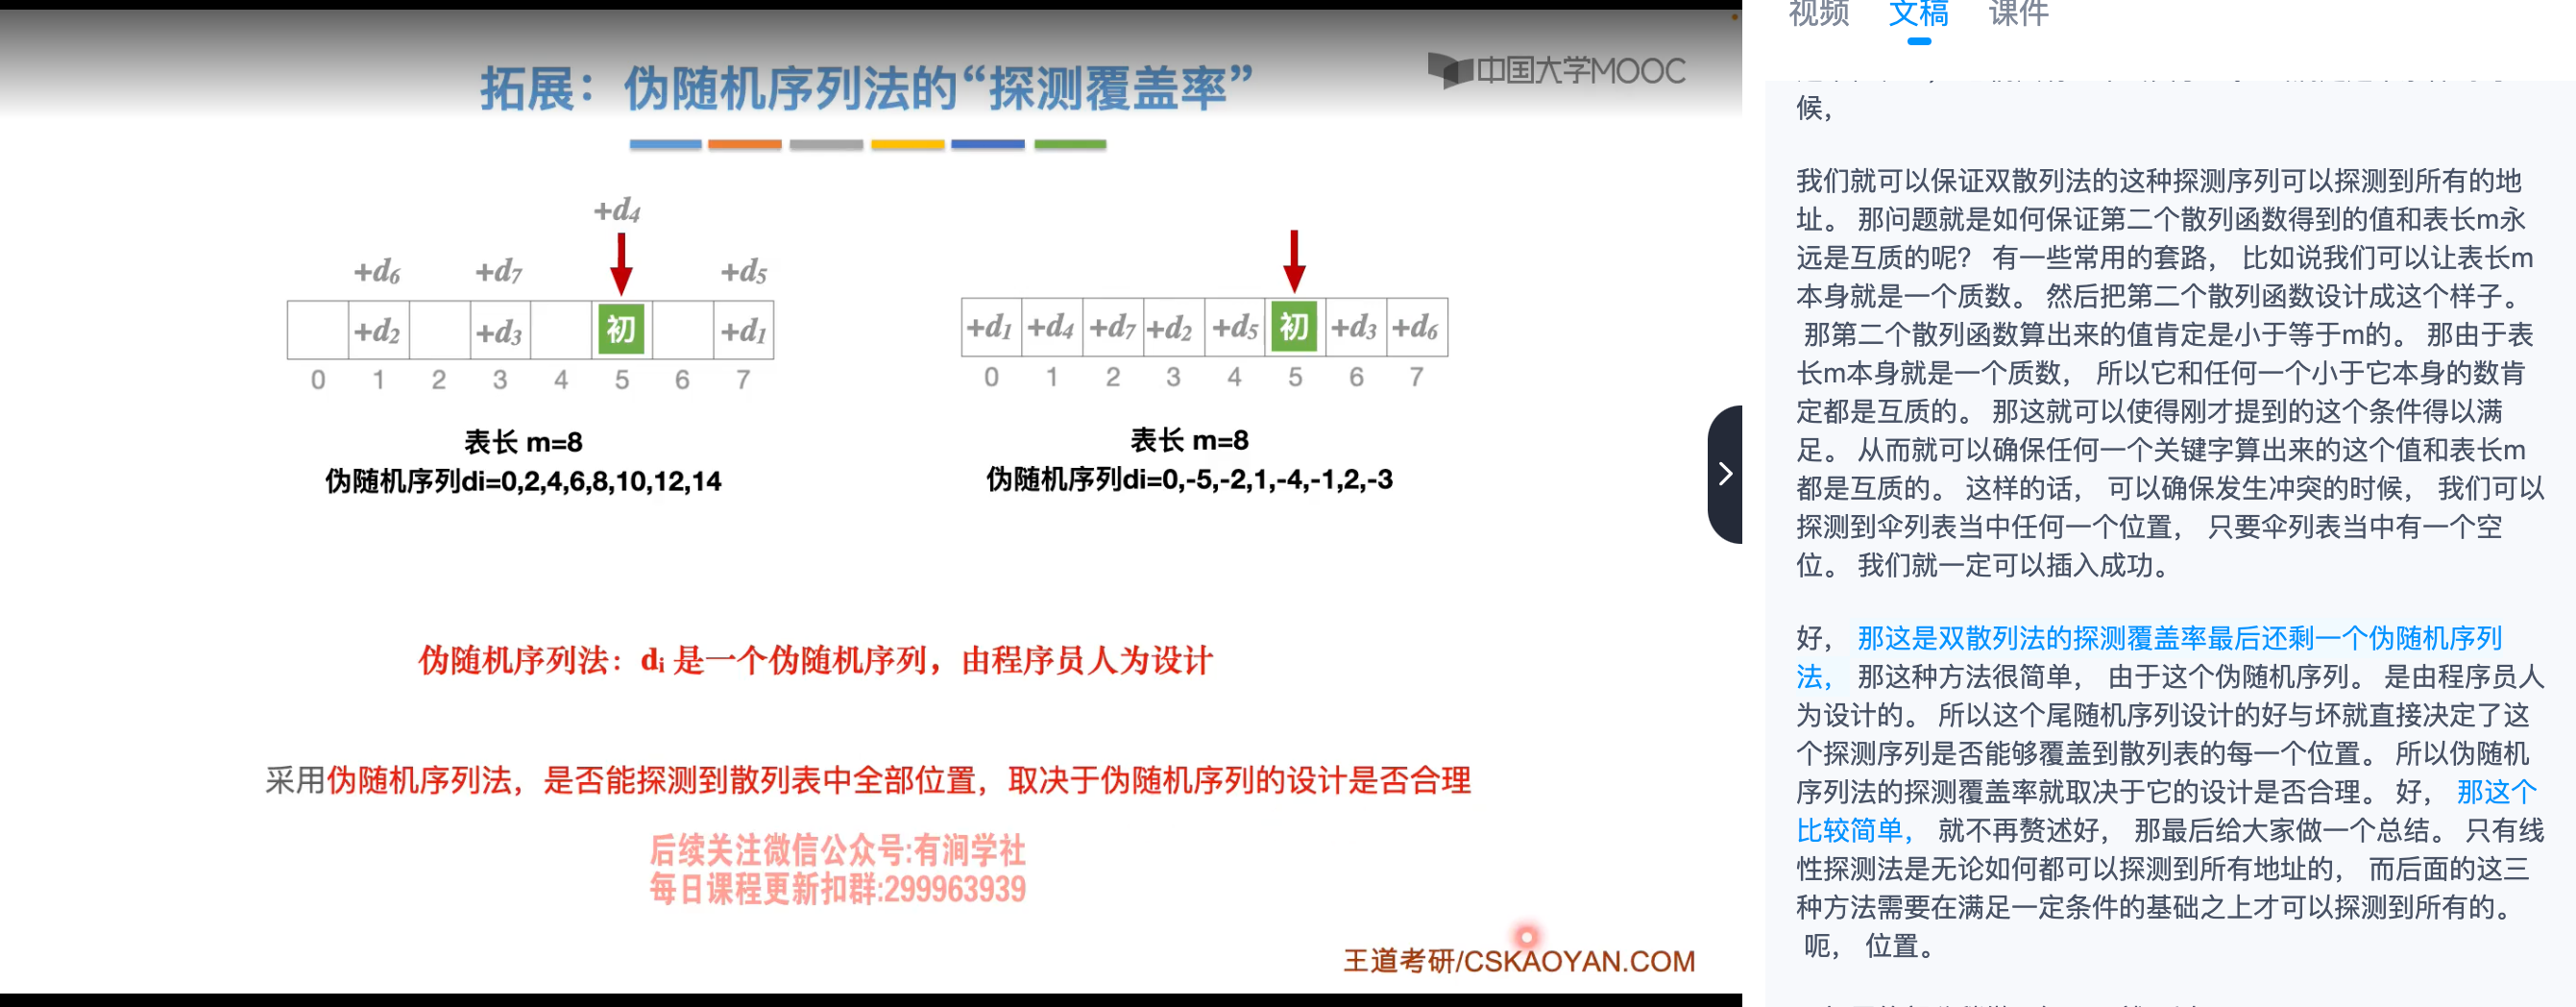 拓展：伪随机序列法的“探测覆盖率”
中国大学MOOC
+d4
+d6 +d7 +d5
+d2 +d3 初 +d1
0 1 2 3 4 5 6 7
表长 m=8
伪随机序列di=0,2,4,6,8,10,12,14
+d1 +d4 +d7 +d2 +d5 初 +d3 +d6
0 1 2 3 4 5 6 7
表长 m=8
伪随机序列di=0,-5,-2,1,-4,-1,2,-3
伪随机序列法：di 是一个伪随机序列，由程序员人为设计
采用伪随机序列法，是否能探测到散列表中全部位置，取决于伪随机序列的设计是否合理
后续关注微信公众号:有涧学社
每日课程更新扣群:299963939
王道考研/CSKAOYAN.COM
视频 文稿 课件
候，
我们就可以保证双散列法的这种探测序列可以探测到所有的地
址。 那问题就是如何保证第二个散列函数得到的值和表长m永
远是互质的呢？ 有一些常用的套路， 比如说我们可以让表长m
本身就是一个质数。 然后把第二个散列函数设计成这个样子。
那第二个散列函数算出来的值肯定是小于等于m的。 那由于表
长m本身就是一个质数， 所以它和任何一个小于它本身的数肯
定都是互质的。 那这就可以使得刚才提到的这个条件得以满
足。 从而就可以确保任何一个关键字算出来的这个值和表长m
都是互质的。 这样的话， 可以确保发生冲突的时候， 我们可以
探测到伞列表当中任何一个位置， 只要伞列表当中有一个空
位。 我们就一定可以插入成功。
好， 那这是双散列法的探测覆盖率最后还剩一个伪随机序列
法， 那这种方法很简单， 由于这个伪随机序列。 是由程序员人
为设计的。 所以这个尾随机序列设计的好与坏就直接决定了这
个探测序列是否能够覆盖到散列表的每一个位置。 所以伪随机
序列法的探测覆盖率就取决于它的设计是否合理。 好， 那这个
比较简单， 就不再赘述好， 那最后给大家做一个总结。 只有线
性探测法是无论如何都可以探测到所有地址的， 而后面的这三
种方法需要在满足一定条件的基础之上才可以探测到所有的。
呃， 位置。